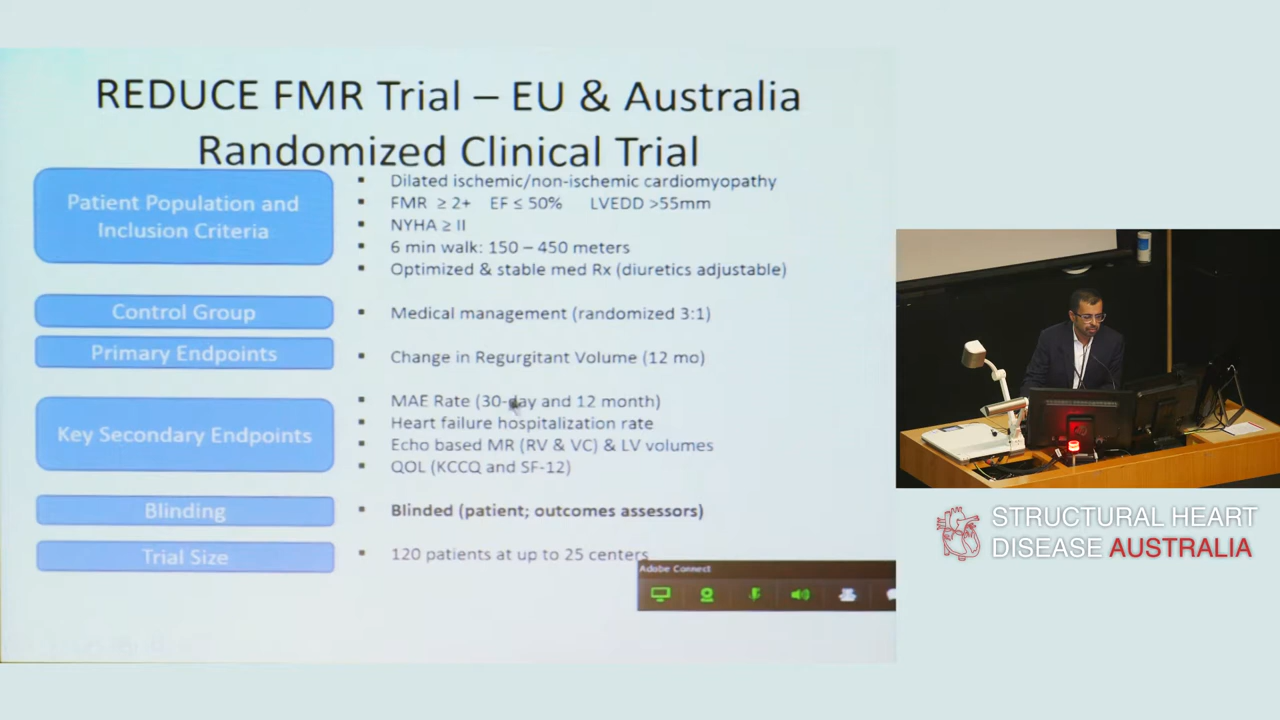 REDUCE FMR Trial – EU & Australia
Randomized Clinical Trial
Patient Population and
Inclusion Criteria
▪ Dilated ischemic/non-ischemic cardiomyopathy
▪ FMR ≥ 2+ EF ≤ 50% LVEDD >55mm
▪ NYHA ≥ II
▪ 6 min walk: 150 – 450 meters
▪ Optimized & stable med Rx (diuretics adjustable)
Control Group
▪ Medical management (randomized 3:1)
Primary Endpoints
▪ Change in Regurgitant Volume (12 mo)
Key Secondary Endpoints
▪ MAE Rate (30-day and 12 month)
▪ Heart failure hospitalization rate
▪ Echo based MR (RV & VC) & LV volumes
▪ QOL (KCCQ and SF-12)
Blinding
▪ Blinded (patient; outcomes assessors)
Trial Size
▪ 120 patients at up to 25 centers
Adobe Connect
STRUCTURAL HEART
DISEASE AUSTRALIA